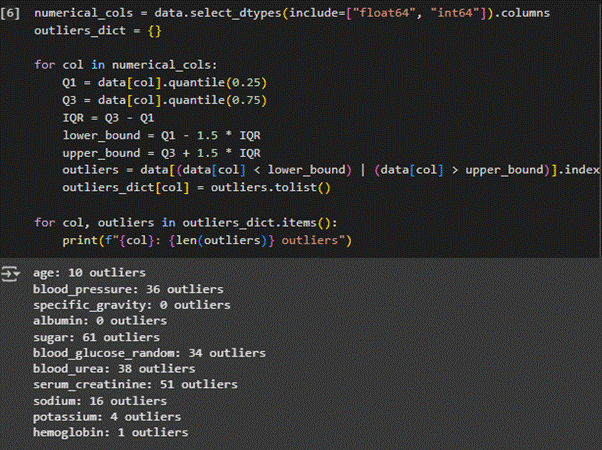 [6]
numerical_cols = data.select_dtypes(include=["float64", "int64"]).columns
outliers_dict = {}
for col in numerical_cols:
    Q1 = data[col].quantile(0.25)
    Q3 = data[col].quantile(0.75)
    IQR = Q3 - Q1
    lower_bound = Q1 - 1.5 * IQR
    upper_bound = Q3 + 1.5 * IQR
    outliers = data[(data[col] < lower_bound) | (data[col] > upper_bound)].index
    outliers_dict[col] = outliers.tolist()
for col, outliers in outliers_dict.items():
    print(f"{col}: {len(outliers)} outliers")
age: 10 outliers
blood_pressure: 36 outliers
specific_gravity: 0 outliers
albumin: 0 outliers
sugar: 61 outliers
blood_glucose_random: 34 outliers
blood_urea: 38 outliers
serum_creatinine: 51 outliers
sodium: 16 outliers
potassium: 4 outliers
hemoglobin: 1 outliers